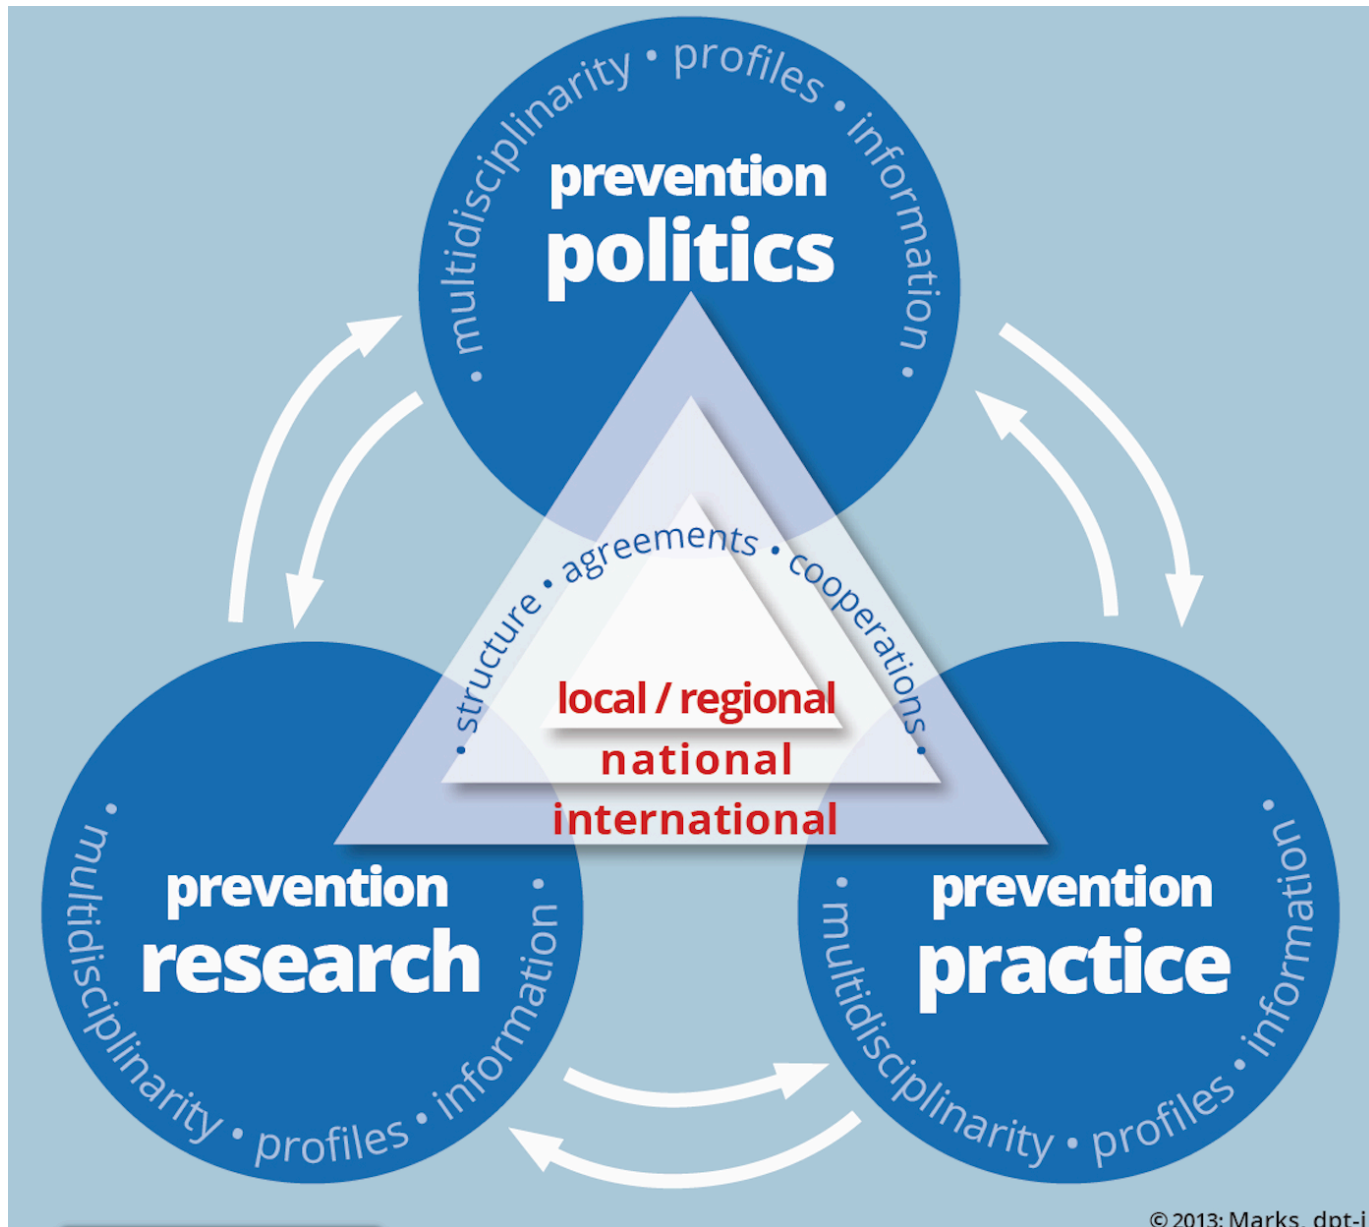 • multidisciplinarity • profiles • information •
prevention
politics
• structure • agreements • cooperations •
local / regional
national
international
prevention
research
• multidisciplinarity • profiles • information •
prevention
practice
• multidisciplinarity • profiles • information •
© 2013: Marks, dpt-i